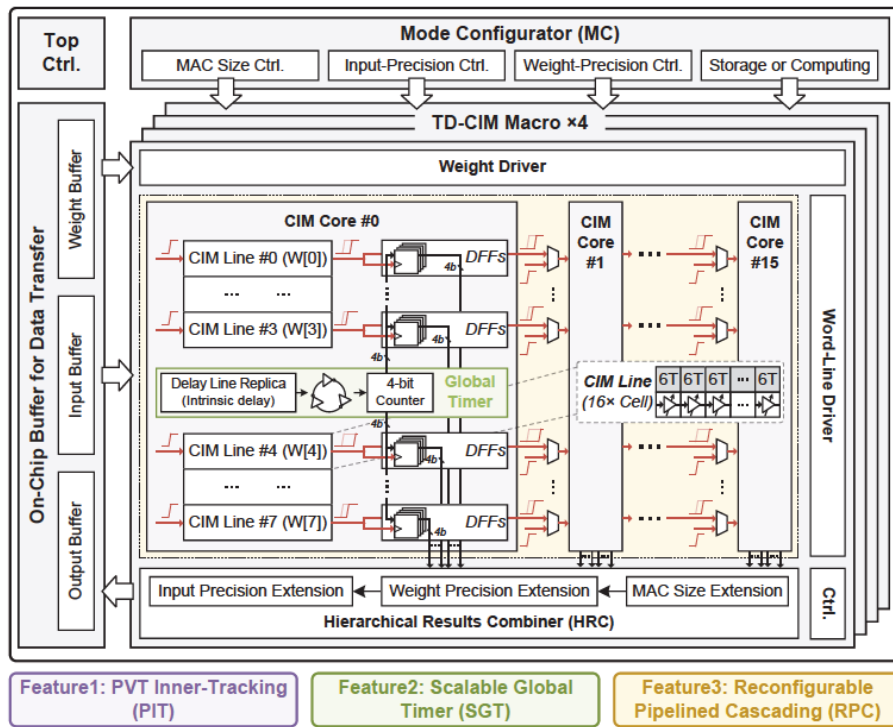 Top
Ctrl.
Mode Configurator (MC)
MAC Size Ctrl.
Input-Precision Ctrl.
Weight-Precision Ctrl.
Storage or Computing
On-Chip Buffer for Data Transfer
Weight Buffer
Input Buffer
Output Buffer
TD-CIM Macro ×4
Weight Driver
CIM Core #0
CIM Line #0 (W[0])
... ...
CIM Line #3 (W[3])
4b
DFFs
4b
DFFs
4b
Delay Line Replica
(Intrinsic delay)
4-bit
Counter
Global
Timer
4b
CIM Line #4 (W[4])
... ...
CIM Line #7 (W[7])
4b
DFFs
4b
DFFs
CIM
Core
#1
CIM
Core
#15
CIM Line
(16× Cell)
6T 6T 6T ... 6T
Word-Line Driver
Ctrl.
Input Precision Extension
Weight Precision Extension
MAC Size Extension
Hierarchical Results Combiner (HRC)
Feature1: PVT Inner-Tracking
(PIT)
Feature2: Scalable Global
Timer (SGT)
Feature3: Reconfigurable
Pipelined Cascading (RPC)